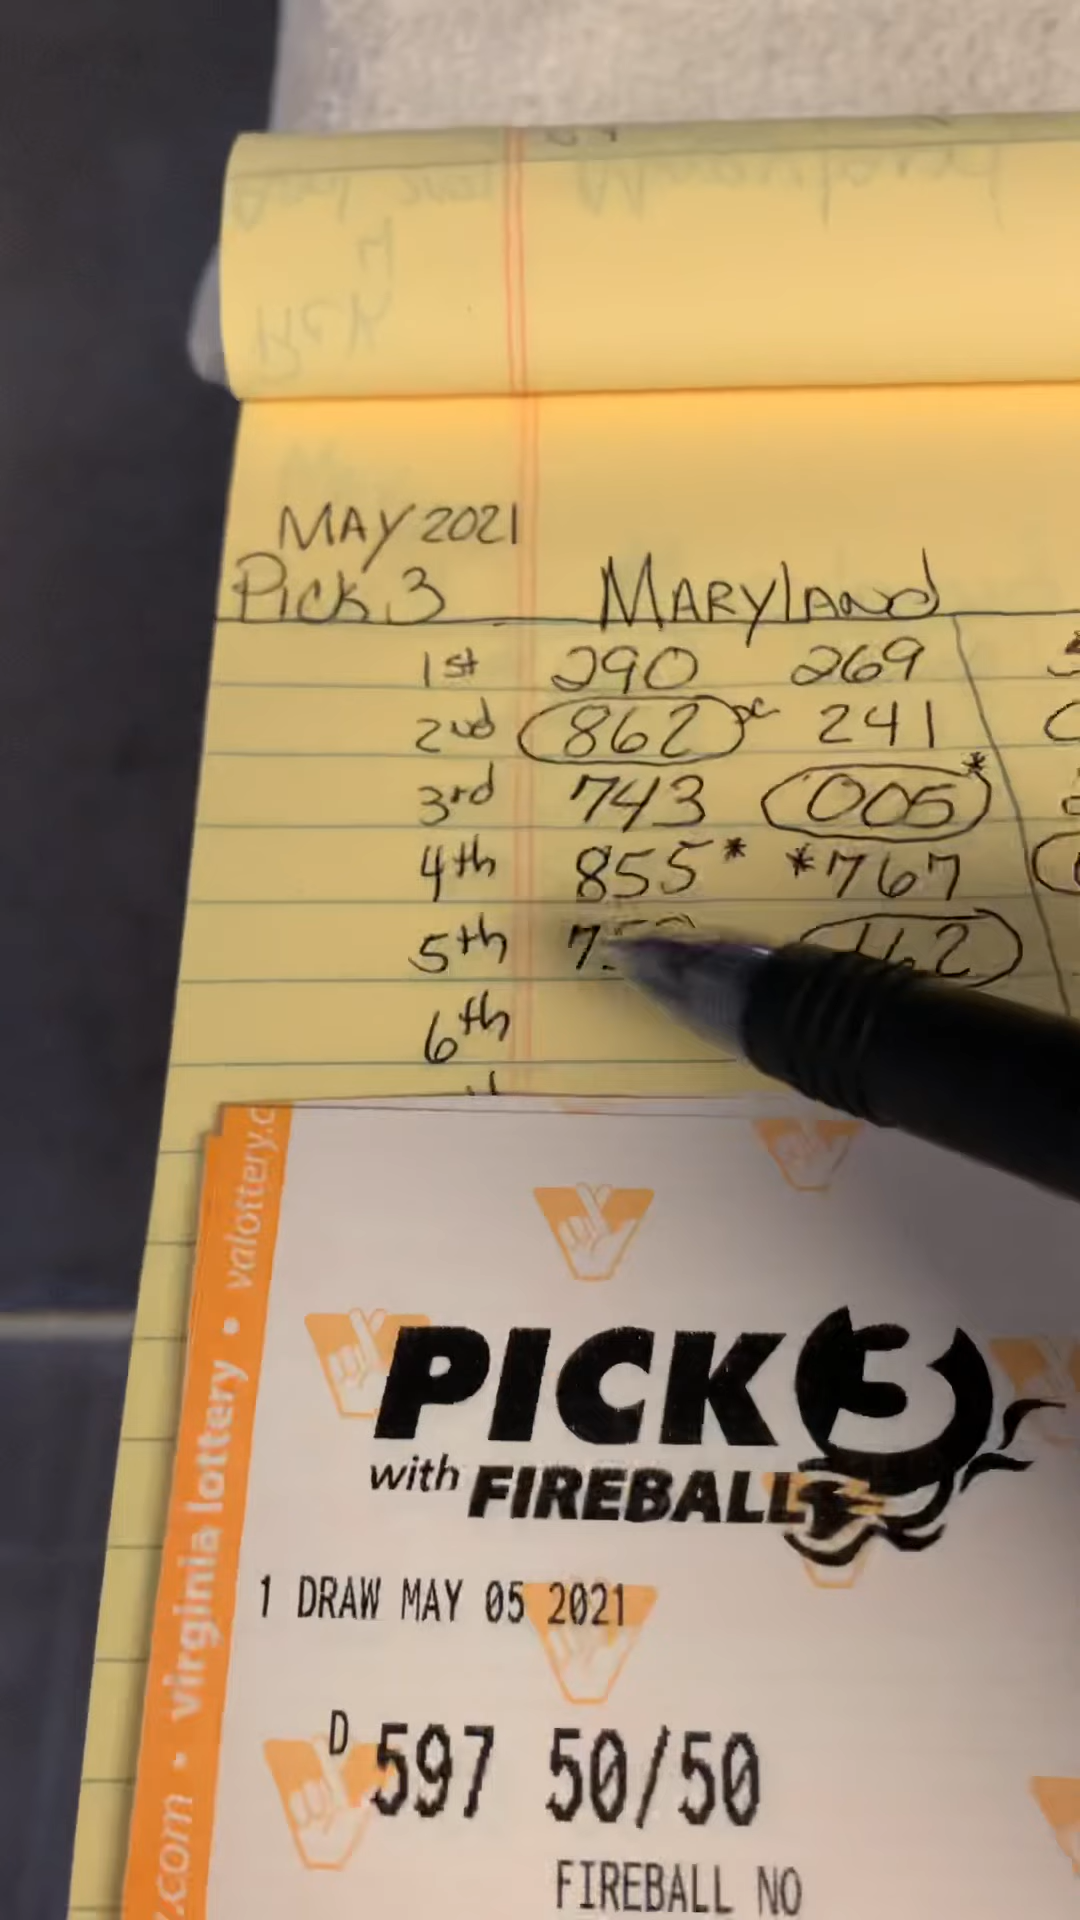 MAY 2021
Pick 3 MARYLAND
1st 290 269
2nd 862 241
3rd 743 005*
4th 855* *767
5th
6th
valottery.c
virginia lottery
y.com
PICK 3
with FIREBALL
1 DRAW MAY 05 2021
D 597 50/50
FIREBALL NO